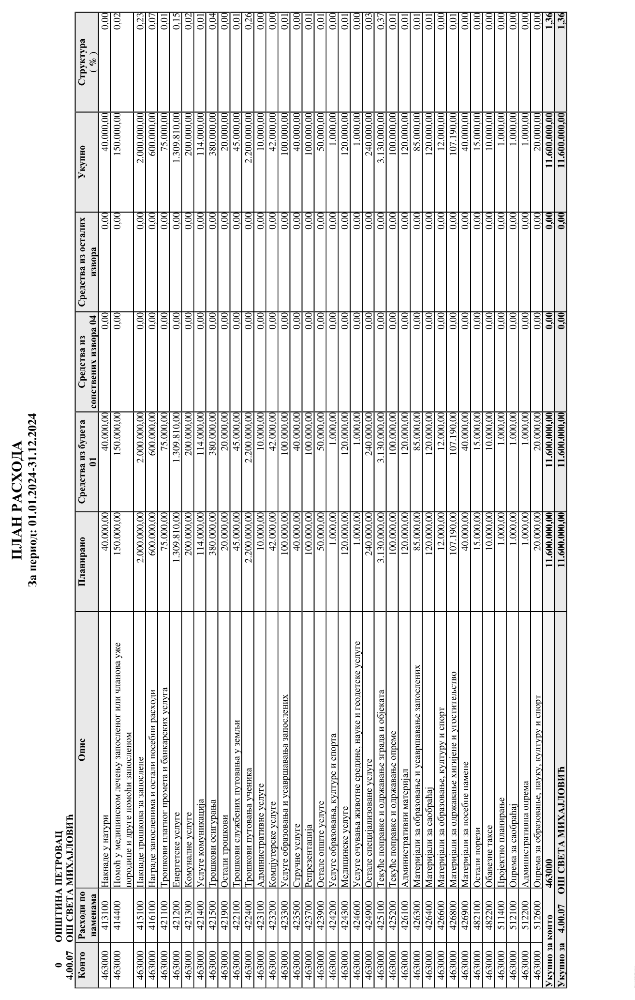 ПЛАН РАСХОДА
За период: 01.01.2024-31.12.2024
0 ОПШТИНА ПЕТРОВАЦ
4.00.07 ОШ СВЕТА МИХАЈЛОВИЋ
Конто Расходи по наменама Опис Планирано Средства из буџета 01 Средства из сопствених извора 04 Средства из осталих извора Укупно Структура ( % )
463000 413100 Накнаде у натури 40.000,00 40.000,00 0,00 0,00 40.000,00 0,00
463000 414400 Помоћ у медицинском лечењу запосленог или чланова уже 150.000,00 150.000,00 0,00 0,00 150.000,00 0,02
породице и друге помоћи запосленом
463000 415100 Накнаде трошкова за запослене 2.000.000,00 2.000.000,00 0,00 0,00 2.000.000,00 0,23
463000 416100 Награде запосленима и остали посебни расходи 600.000,00 600.000,00 0,00 0,00 600.000,00 0,07
463000 421100 Трошкови платног промета и банкарских услуга 75.000,00 75.000,00 0,00 0,00 75.000,00 0,01
463000 421200 Енергетске услуге 1.309.810,00 1.309.810,00 0,00 0,00 1.309.810,00 0,15
463000 421300 Комуналне услуге 200.000,00 200.000,00 0,00 0,00 200.000,00 0,02
463000 421400 Услуге комуникација 114.000,00 114.000,00 0,00 0,00 114.000,00 0,01
463000 421500 Трошкови осигурања 380.000,00 380.000,00 0,00 0,00 380.000,00 0,04
463000 421900 Остали трошкови 20.000,00 20.000,00 0,00 0,00 20.000,00 0,00
463000 422100 Трошкови службених путовања у земљи 45.000,00 45.000,00 0,00 0,00 45.000,00 0,01
463000 422400 Трошкови путовања ученика 2.200.000,00 2.200.000,00 0,00 0,00 2.200.000,00 0,26
463000 423100 Административне услуге 10.000,00 10.000,00 0,00 0,00 10.000,00 0,00
463000 423200 Компјутерске услуге 42.000,00 42.000,00 0,00 0,00 42.000,00 0,00
463000 423300 Услуге образовања и усавршавања запослених 100.000,00 100.000,00 0,00 0,00 100.000,00 0,01
463000 423500 Стручне услуге 40.000,00 40.000,00 0,00 0,00 40.000,00 0,00
463000 423700 Репрезентација 100.000,00 100.000,00 0,00 0,00 100.000,00 0,01
463000 423900 Остале опште услуге 50.000,00 50.000,00 0,00 0,00 50.000,00 0,01
463000 424200 Услуге образовања, културе и спорта 1.000,00 1.000,00 0,00 0,00 1.000,00 0,00
463000 424300 Медицинске услуге 120.000,00 120.000,00 0,00 0,00 120.000,00 0,01
463000 424600 Услуге очувања животне средине, науке и геодетске услуге 1.000,00 1.000,00 0,00 0,00 1.000,00 0,00
463000 424900 Остале специјализоване услуге 240.000,00 240.000,00 0,00 0,00 240.000,00 0,03
463000 425100 Текуће поправке и одржавање зграда и објеката 3.130.000,00 3.130.000,00 0,00 0,00 3.130.000,00 0,37
463000 425200 Текуће поправке и одржавање опреме 100.000,00 100.000,00 0,00 0,00 100.000,00 0,01
463000 426100 Административни материјал 120.000,00 120.000,00 0,00 0,00 120.000,00 0,01
463000 426300 Материјали за образовање и усавршавање запослених 85.000,00 85.000,00 0,00 0,00 85.000,00 0,01
463000 426400 Материјали за саобраћај 120.000,00 120.000,00 0,00 0,00 120.000,00 0,01
463000 426600 Материјали за образовање, културу и спорт 12.000,00 12.000,00 0,00 0,00 12.000,00 0,00
463000 426800 Материјали за одржавање хигијене и угоститељство 107.190,00 107.190,00 0,00 0,00 107.190,00 0,01
463000 426900 Материјали за посебне намене 40.000,00 40.000,00 0,00 0,00 40.000,00 0,00
463000 482100 Остали порези 15.000,00 15.000,00 0,00 0,00 15.000,00 0,00
463000 482200 Обавезне таксе 10.000,00 10.000,00 0,00 0,00 10.000,00 0,00
463000 511400 Пројектно планирање 1.000,00 1.000,00 0,00 0,00 1.000,00 0,00
463000 512100 Опрема за саобраћај 1.000,00 1.000,00 0,00 0,00 1.000,00 0,00
463000 512200 Административна опрема 1.000,00 1.000,00 0,00 0,00 1.000,00 0,00
463000 512600 Опрема за образовање, науку, културу и спорт 20.000,00 20.000,00 0,00 0,00 20.000,00 0,00
Укупно за конто 463000 11.600.000,00 11.600.000,00 0,00 0,00 11.600.000,00 1,36
Укупно за 4.00.07 ОШ СВЕТА МИХАЈЛОВИЋ 11.600.000,00 11.600.000,00 0,00 0,00 11.600.000,00 1,36